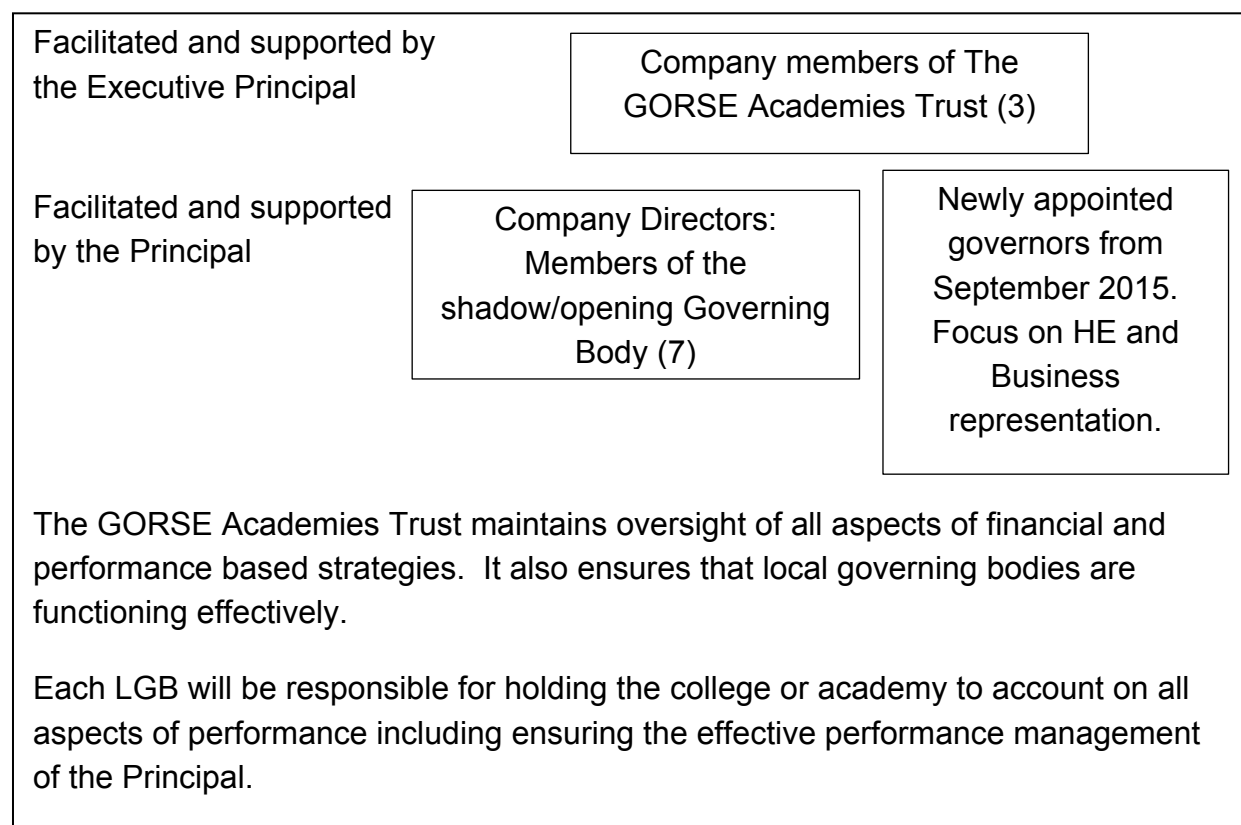 Facilitated and supported by
the Executive Principal
Company members of The
GORSE Academies Trust (3)
Facilitated and supported
by the Principal
Company Directors:
Members of the
shadow/opening Governing
Body (7)
Newly appointed
governors from
September 2015.
Focus on HE and
Business
representation.
The GORSE Academies Trust maintains oversight of all aspects of financial and
performance based strategies.  It also ensures that local governing bodies are
functioning effectively.
Each LGB will be responsible for holding the college or academy to account on all
aspects of performance including ensuring the effective performance management
of the Principal.